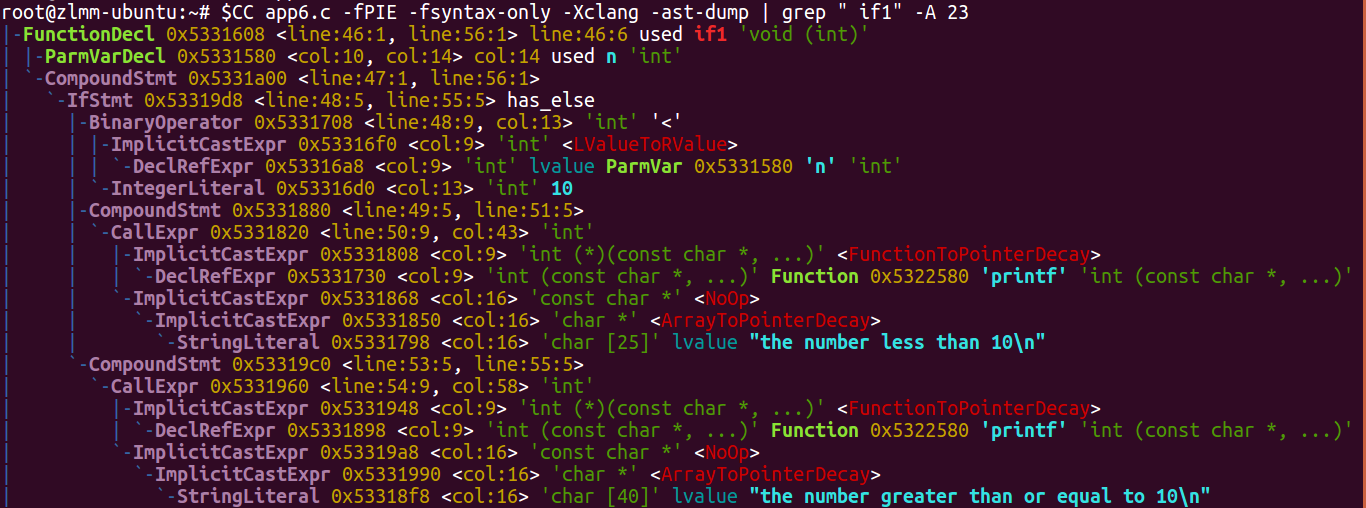 root@zlmm-ubuntu:~# $CC app6.c -fPIE -fsyntax-only -Xclang -ast-dump | grep " if1" -A 23
|-FunctionDecl 0x5331608 <line:46:1, line:56:1> line:46:6 used if1 'void (int)'
| |-ParmVarDecl 0x5331580 <col:10, col:14> col:14 used n 'int'
| `-CompoundStmt 0x5331a00 <line:47:1, line:56:1>
|   `-IfStmt 0x53319d8 <line:48:5, line:55:5> has_else
|     |-BinaryOperator 0x5331708 <line:48:9, col:13> 'int' '<'
|     | |-ImplicitCastExpr 0x53316f0 <col:9> 'int' <LValueToRValue>
|     | | `-DeclRefExpr 0x53316a8 <col:9> 'int' lvalue ParmVar 0x5331580 'n' 'int'
|     | `-IntegerLiteral 0x53316d0 <col:13> 'int' 10
|     |-CompoundStmt 0x5331880 <line:49:5, line:51:5>
|     | `-CallExpr 0x5331820 <line:50:9, col:43> 'int'
|     |   |-ImplicitCastExpr 0x5331808 <col:9> 'int (*)(const char *, ...)' <FunctionToPointerDecay>
|     |   | `-DeclRefExpr 0x5331730 <col:9> 'int (const char *, ...)' Function 0x5322580 'printf' 'int (const char *, ...)'
|     |   `-ImplicitCastExpr 0x5331868 <col:16> 'const char *' <NoOp>
|     |     `-ImplicitCastExpr 0x5331850 <col:16> 'char *' <ArrayToPointerDecay>
|     |       `-StringLiteral 0x5331798 <col:16> 'char [25]' lvalue "the number less than 10\n"
|     `-CompoundStmt 0x53319c0 <line:53:5, line:55:5>
|       `-CallExpr 0x5331960 <line:54:9, col:58> 'int'
|         |-ImplicitCastExpr 0x5331948 <col:9> 'int (*)(const char *, ...)' <FunctionToPointerDecay>
|         | `-DeclRefExpr 0x5331898 <col:9> 'int (const char *, ...)' Function 0x5322580 'printf' 'int (const char *, ...)'
|         `-ImplicitCastExpr 0x53319a8 <col:16> 'const char *' <NoOp>
|           `-ImplicitCastExpr 0x5331990 <col:16> 'char *' <ArrayToPointerDecay>
|             `-StringLiteral 0x53318f8 <col:16> 'char [40]' lvalue "the number greater than or equal to 10\n"